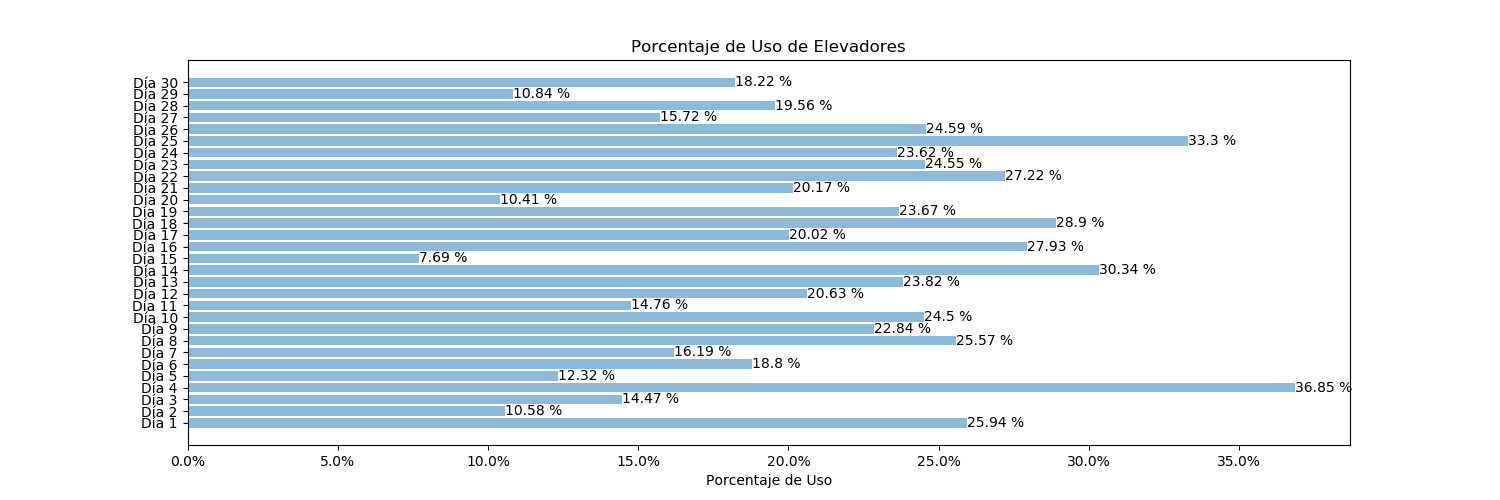 Porcentaje de Uso de Elevadores
Día 30 18.22 %
Día 29 10.84 %
Día 28 19.56 %
Día 27 15.72 %
Día 26 24.59 %
Día 25 33.3 %
Día 24 23.62 %
Día 23 24.55 %
Día 22 27.22 %
Día 21 20.17 %
Día 20 10.41 %
Día 19 23.67 %
Día 18 28.9 %
Día 17 20.02 %
Día 16 27.93 %
Día 15 7.69 %
Día 14 30.34 %
Día 13 23.82 %
Día 12 20.63 %
Día 11 14.76 %
Día 10 24.5 %
Día 9 22.84 %
Día 8 25.57 %
Día 7 16.19 %
Día 6 18.8 %
Día 5 12.32 %
Día 4 36.85 %
Día 3 14.47 %
Día 2 10.58 %
Día 1 25.94 %
0.0% 5.0% 10.0% 15.0% 20.0% 25.0% 30.0% 35.0%
Porcentaje de Uso